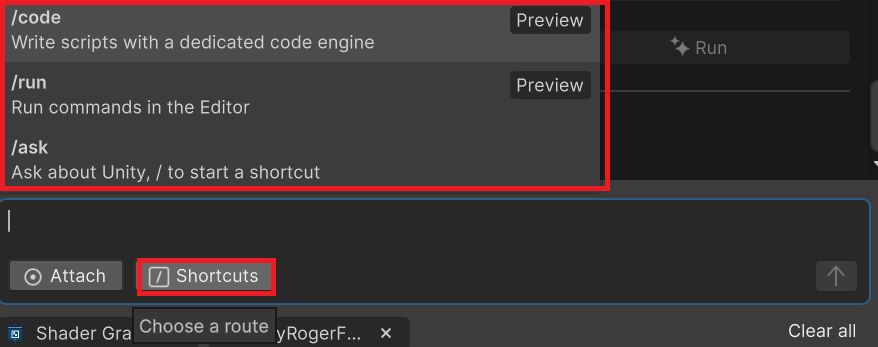 /code
Preview
Write scripts with a dedicated code engine
Run
/run
Preview
Run commands in the Editor
/ask
Ask about Unity, / to start a shortcut
Attach
/ Shortcuts
Choose a route
Shader Gra
yRogerF...
Clear all